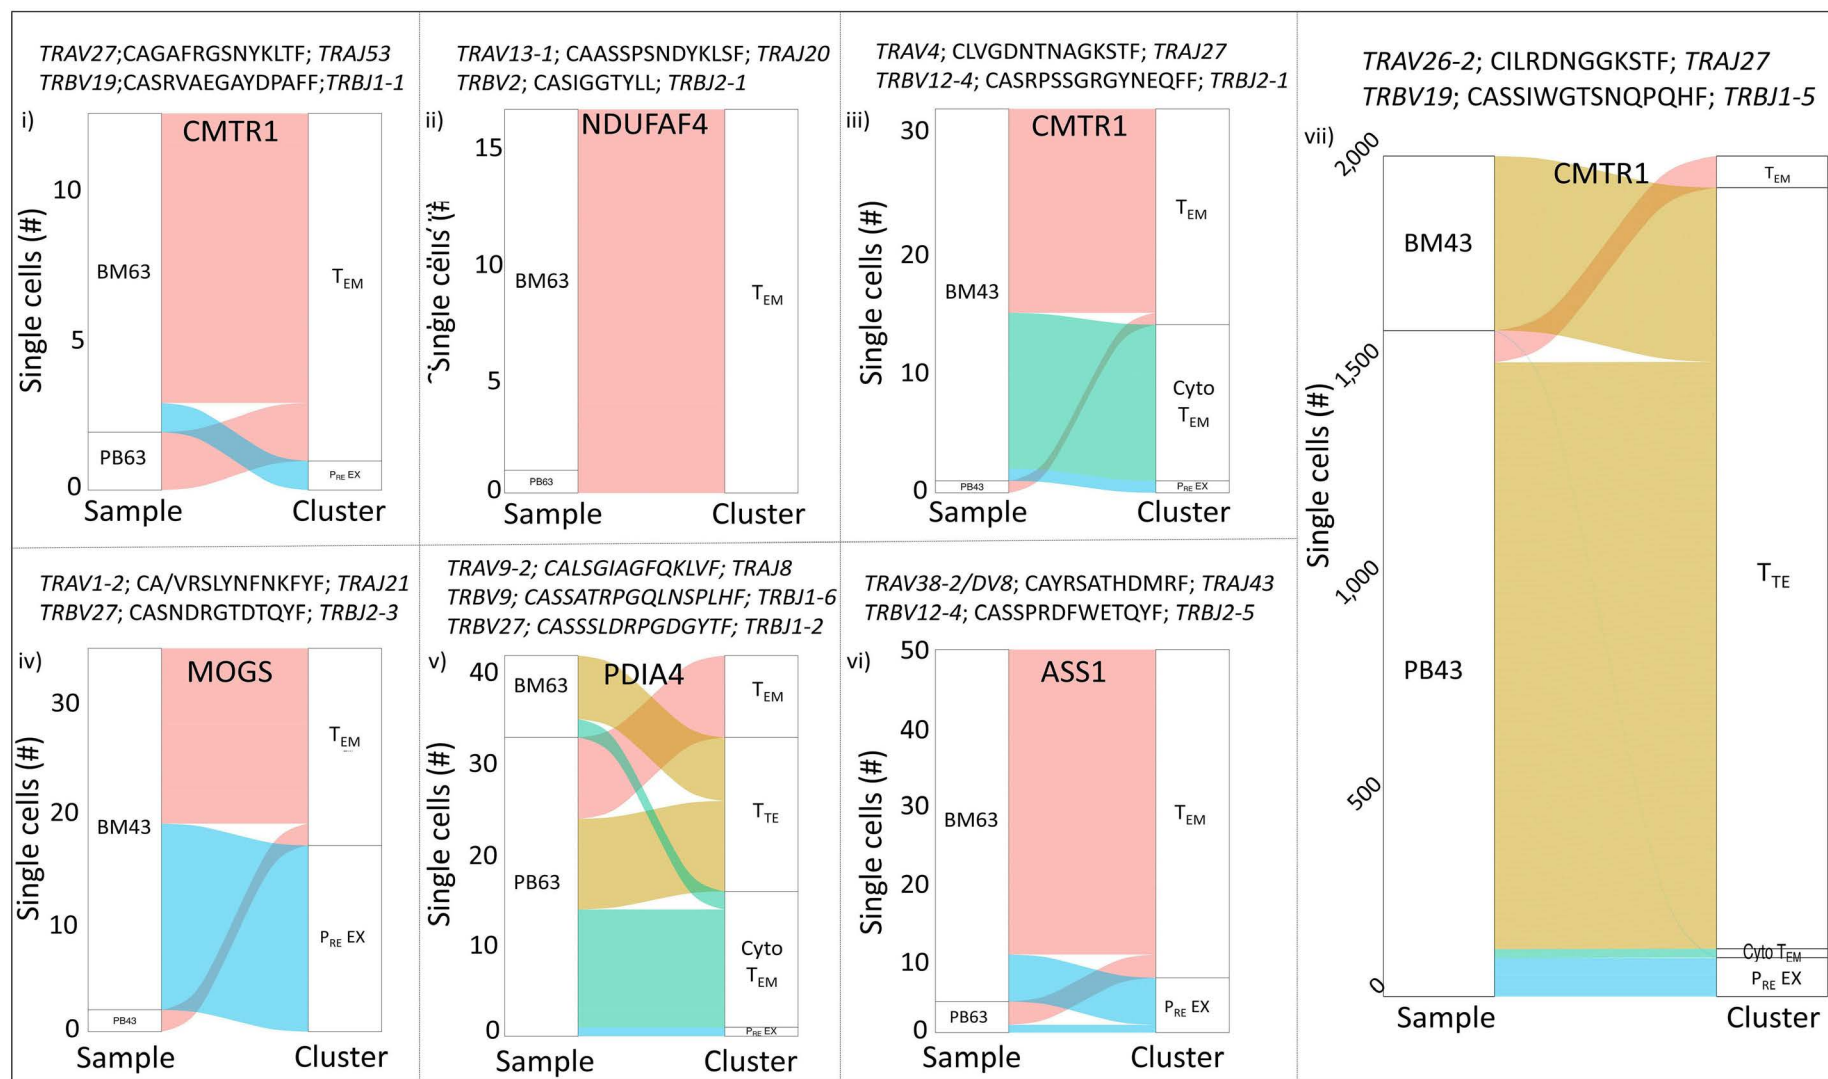 TRAV27;CAGAFRGSNYKLTF; TRAJ53
TRBV19;CASRVAEGAYDPAFF;TRBJ1-1
i)
CMTR1
10
5
0
Single cells (#)
BM63
PB63
TEM
PRE EX
Sample
Cluster
TRAV13-1; CAASSPSNDYKLSF; TRAJ20
TRBV2; CASIGGTYLL; TRBJ2-1
ii)
NDUFAF4
15
10
5
0
Single cells (#)
BM63
PB63
TEM
Sample
Cluster
TRAV4; CLVGDNTNAGKSTF; TRAJ27
TRBV12-4; CASRPSSGRGYNEQFF; TRBJ2-1
iii)
CMTR1
30
20
10
0
Single cells (#)
BM43
PB43
TEM
Cyto
TEM
PRE EX
Sample
Cluster
TRAV26-2; CILRDNGGKSTF; TRAJ27
TRBV19; CASSIWGTSNQPQHF; TRBJ1-5
vii)
CMTR1
2,000
1,500
1,000
500
0
Single cells (#)
BM43
PB43
TEM
TTE
Cyto TEM
PRE EX
Sample
Cluster
TRAV1-2; CA/VRSLYNFNKFYF; TRAJ21
TRBV27; CASNDRGTDTQYF; TRBJ2-3
iv)
MOGS
30
20
10
0
Single cells (#)
BM43
PB43
TEM
PRE EX
Sample
Cluster
TRAV9-2; CALSGIAGFQKLVF; TRAJ8
TRBV9; CASSATRPGQLNSPLHF; TRBJ1-6
TRBV27; CASSSLDRPGDGYTF; TRBJ1-2
v)
PDIA4
40
30
20
10
0
Single cells (#)
BM63
PB63
TEM
TTE
Cyto
TEM
PRE EX
Sample
Cluster
TRAV38-2/DV8; CAYRSATHDMRF; TRAJ43
TRBV12-4; CASSPRDFWETQYF; TRBJ2-5
vi)
ASS1
50
40
30
20
10
0
Single cells (#)
BM63
PB63
TEM
PRE EX
Sample
Cluster